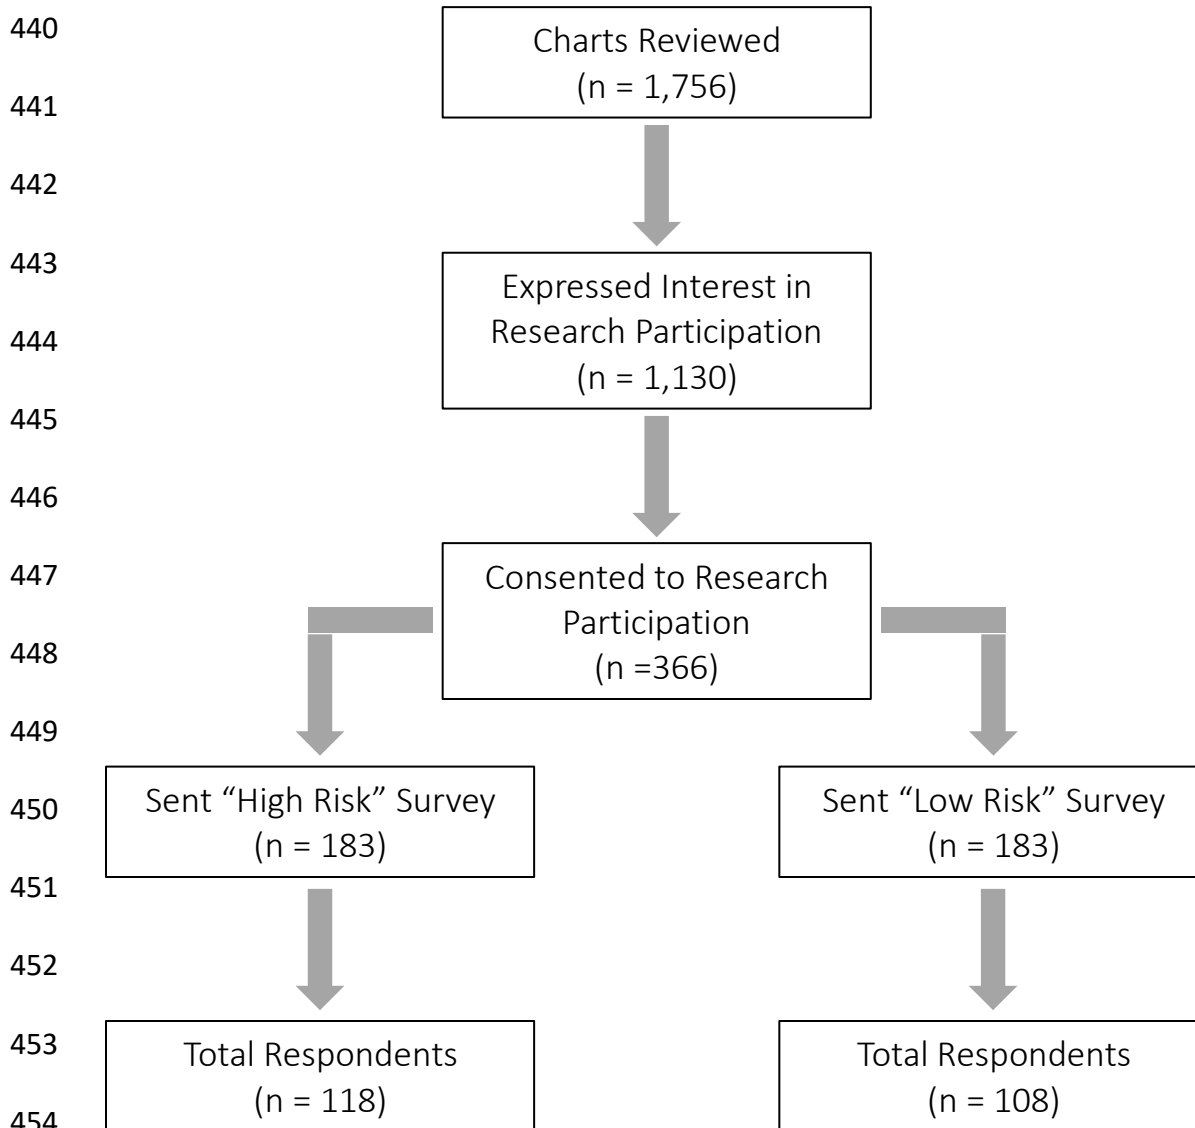 440
Charts Reviewed
(n = 1,756)
441
442
443
Expressed Interest in
444
Research Participation
(n = 1,130)
445
446
447
Consented to Research
Participation
448
(n =366)
449
450
Sent “High Risk” Survey
(n = 183)
Sent “Low Risk” Survey
(n = 183)
451
452
453
Total Respondents
(n = 118)
Total Respondents
(n = 108)
454